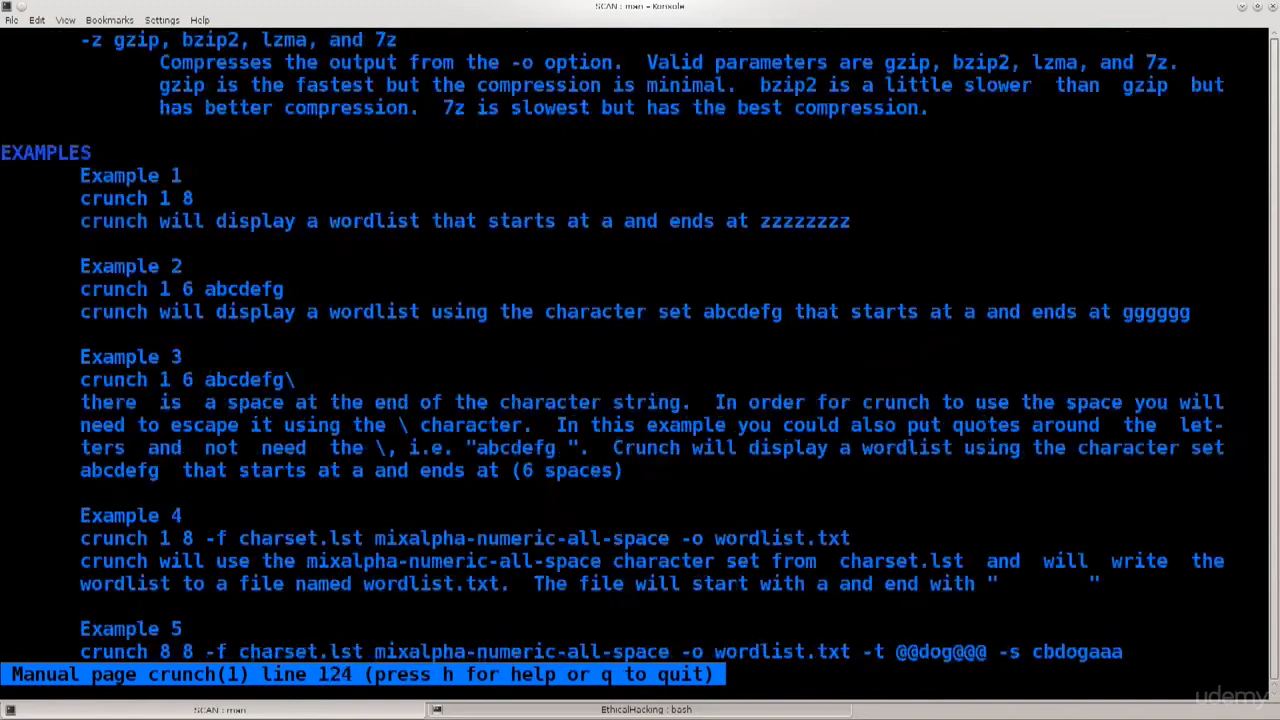 SCAN : man – Konsole
File Edit View Bookmarks Settings Help
-z gzip, bzip2, lzma, and 7z
Compresses the output from the -o option. Valid parameters are gzip, bzip2, lzma, and 7z.
gzip is the fastest but the compression is minimal. bzip2 is a little slower than gzip but
has better compression. 7z is slowest but has the best compression.
EXAMPLES
Example 1
crunch 1 8
crunch will display a wordlist that starts at a and ends at zzzzzzzz
Example 2
crunch 1 6 abcdefg
crunch will display a wordlist using the character set abcdefg that starts at a and ends at gggggg
Example 3
crunch 1 6 abcdefg\
there is a space at the end of the character string. In order for crunch to use the space you will
need to escape it using the \ character. In this example you could also put quotes around the let-
ters and not need the \, i.e. "abcdefg ". Crunch will display a wordlist using the character set
abcdefg that starts at a and ends at (6 spaces)
Example 4
crunch 1 8 -f charset.lst mixalpha-numeric-all-space -o wordlist.txt
crunch will use the mixalpha-numeric-all-space character set from charset.lst and will write the
wordlist to a file named wordlist.txt. The file will start with a and end with "        "
Example 5
crunch 8 8 -f charset.lst mixalpha-numeric-all-space -o wordlist.txt -t @@dog@@@ -s cbdogaaa
Manual page crunch(1) line 124 (press h for help or q to quit)
udemy
SCAN : man EthicalHacking : bash